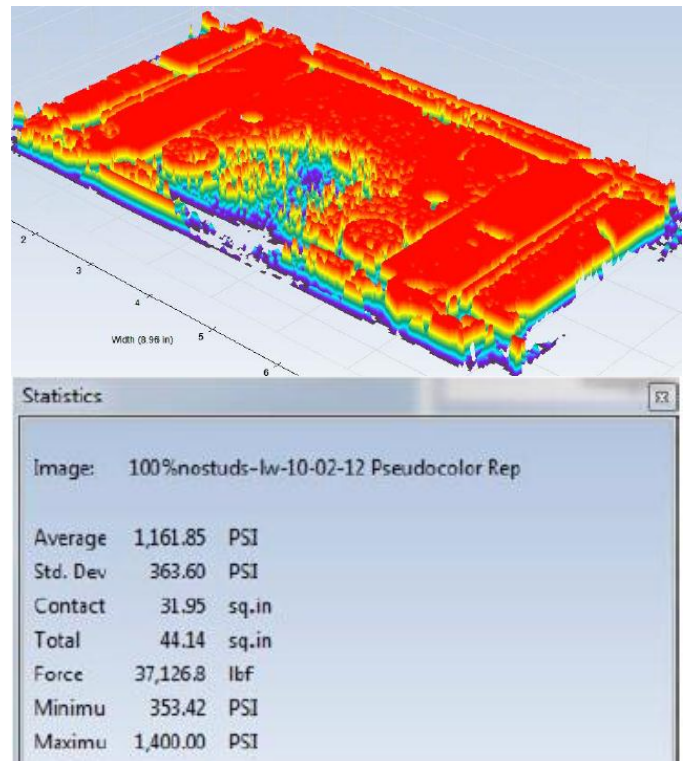 2
3
4
Width (8.96 in)
5
6
Statistics
Image: 100%nostuds-lw-10-02-12 Pseudocolor Rep
Average 1,161.85 PSI
Std. Dev 363.60 PSI
Contact 31.95 sq.in
Total 44.14 sq.in
Force 37,126.8 lbf
Minimu 353.42 PSI
Maximu 1,400.00 PSI